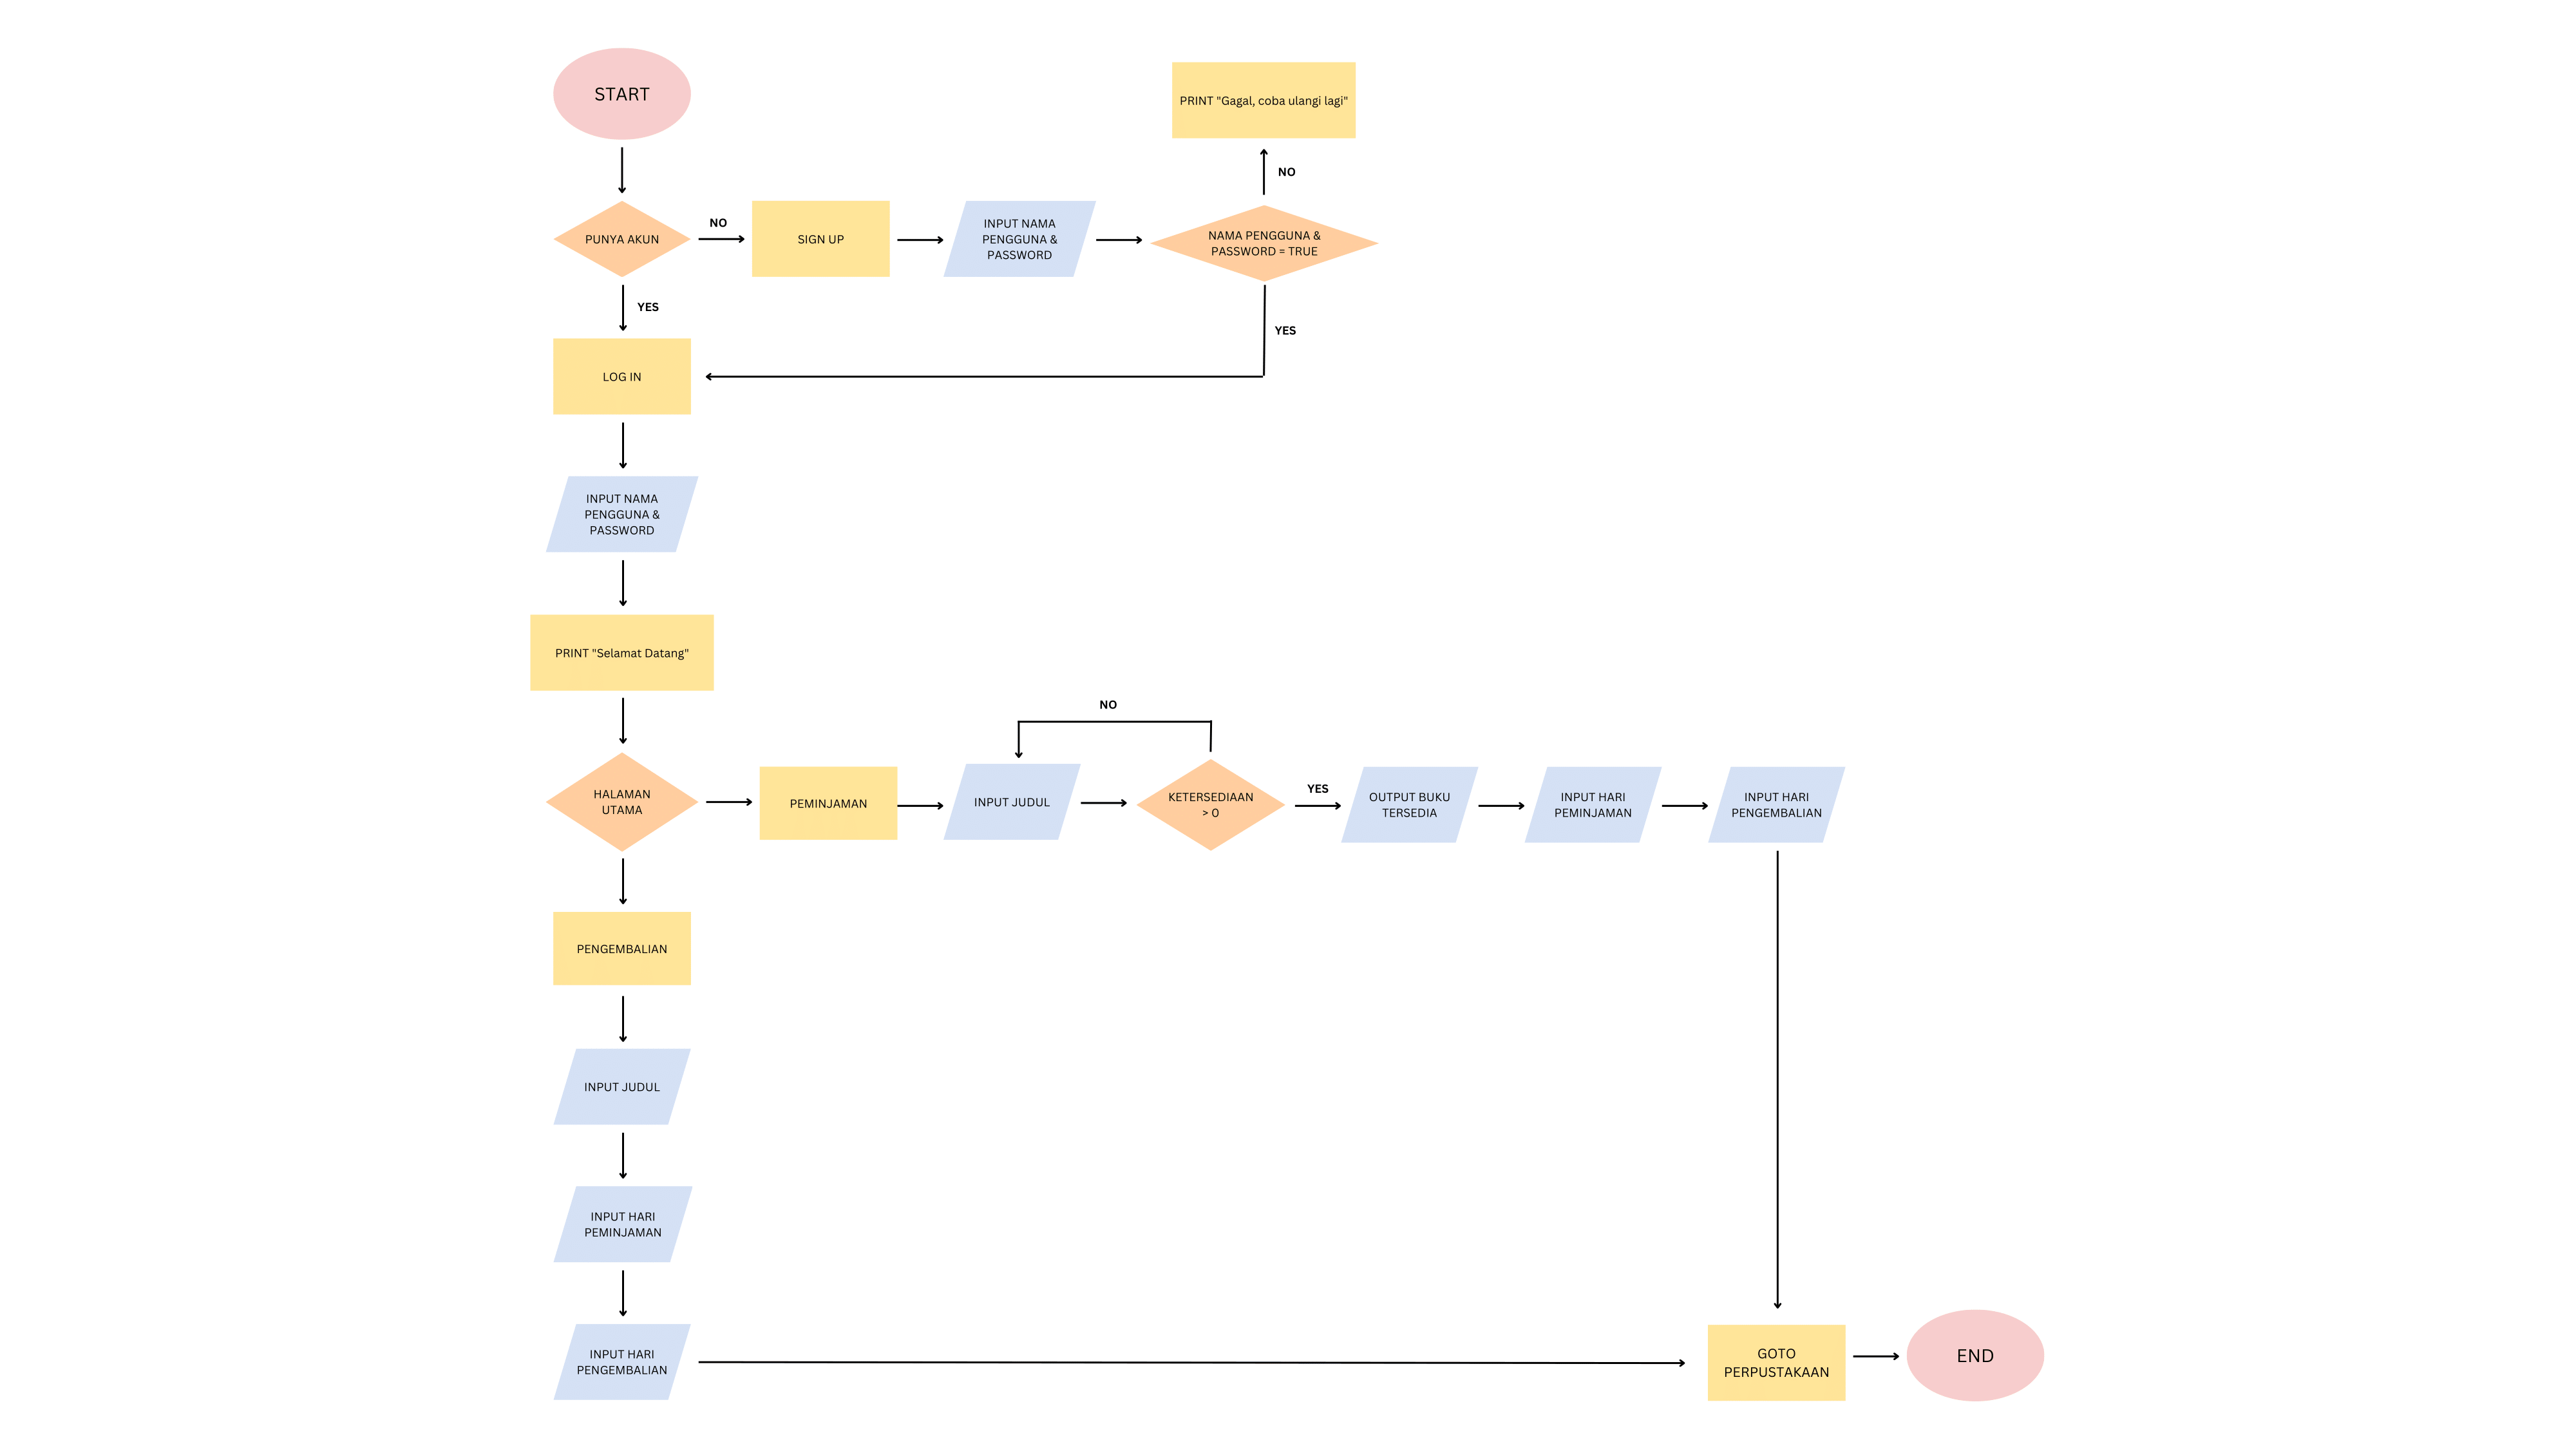 START
PRINT "Gagal, coba ulangi lagi"
NO
PUNYA AKUN
NO
SIGN UP
INPUT NAMA
PENGGUNA &
PASSWORD
NAMA PENGGUNA &
PASSWORD = TRUE
YES
YES
LOG IN
INPUT NAMA
PENGGUNA &
PASSWORD
PRINT "Selamat Datang"
NO
HALAMAN
UTAMA
PEMINJAMAN
INPUT JUDUL
KETERSEDIAAN
> 0
YES
OUTPUT BUKU
TERSEDIA
INPUT HARI
PEMINJAMAN
INPUT HARI
PENGEMBALIAN
PENGEMBALIAN
INPUT JUDUL
INPUT HARI
PEMINJAMAN
INPUT HARI
PENGEMBALIAN
GOTO
PERPUSTAKAAN
END